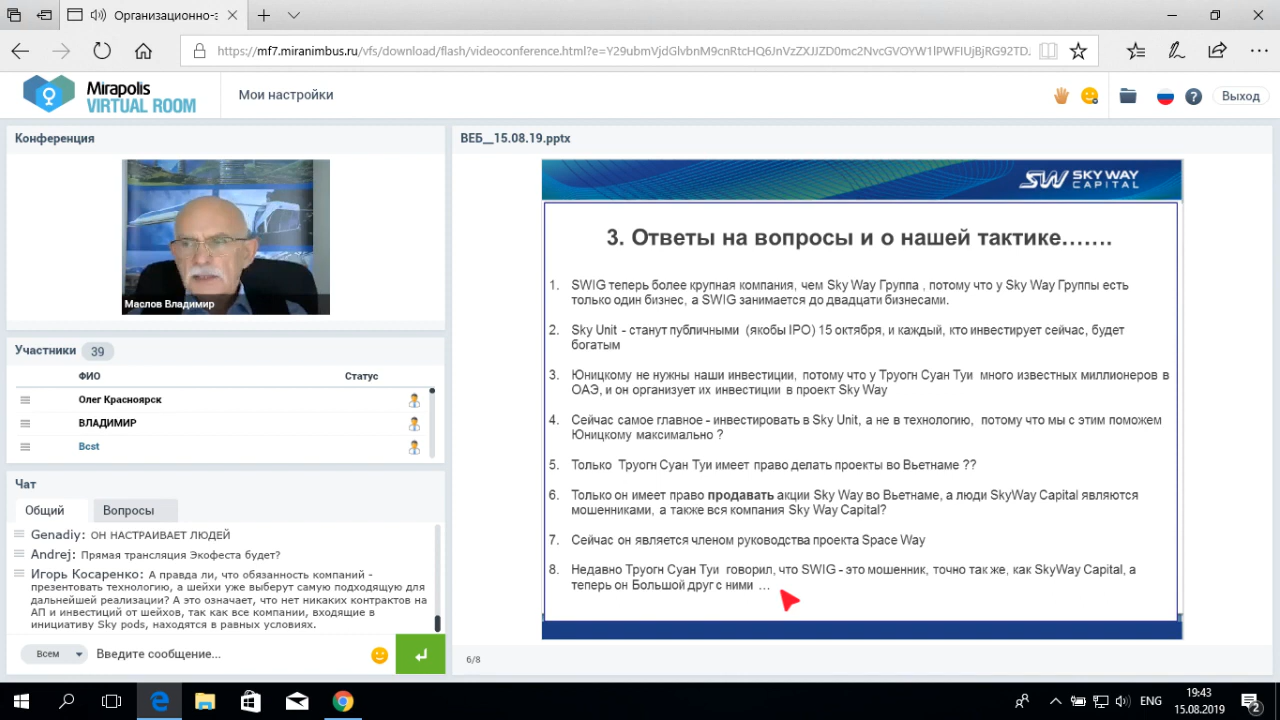 Организационно-з
https://mf7.miranimbus.ru/vfs/download/flash/videoconference.html?e=Y29ubmVjdGlvbnM9cnRtcHQ6JnVzZXJJZD0mc2NvcGVOYW1lPWFIUjBjRG92TD.
Mirapolis
VIRTUAL ROOM
Мои настройки
Выход
Конференция
Маслов Владимир
Участники 39
ФИО Статус
Олег Красноярск
ВЛАДИМИР
Bcst
Чат
Общий Вопросы
Genadiy: ОН НАСТРАИВАЕТ ЛЮДЕЙ
Andrej: Прямая трансляция Экофеста будет?
Игорь Косаренко: А правда ли, что обязанность компаний -
презентовать технологию, а шейхи уже выберут самую подходящую для
дальнейшей реализации? А это означает, что нет никаких контрактов на
АП и инвестиций от шейхов, так как все компании, входящие в
инициативу Sky pods, находятся в равных условиях.
Всем Введите сообщение...
ВЕБ__15.08.19.pptx
SW SKY WAY
CAPITAL
3. Ответы на вопросы и о нашей тактике…….
1. SWIG теперь более крупная компания, чем Sky Way Группа , потому что у Sky Way Группы есть
только один бизнес, а SWIG занимается до двадцати бизнесами.
2. Sky Unit - станут публичными (якобы IPO) 15 октября, и каждый, кто инвестирует сейчас, будет
богатым
3. Юницкому не нужны наши инвестиции, потому что у Труогн Суан Туи много известных миллионеров в
ОАЭ, и он организует их инвестиции в проект Sky Way
4. Сейчас самое главное - инвестировать в Sky Unit, а не в технологию, потому что мы с этим поможем
Юницкому максимально ?
5. Только Труогн Суан Туи имеет право делать проекты во Вьетнаме ??
6. Только он имеет право продавать акции Sky Way во Вьетнаме, а люди SkyWay Capital являются
мошенниками, а также вся компания Sky Way Capital?
7. Сейчас он является членом руководства проекта Space Way
8. Недавно Труогн Суан Туи говорил, что SWIG - это мошенник, точно так же, как SkyWay Capital, а
теперь он Большой друг с ними …
6/8
ENG
19:43
15.08.2019
2